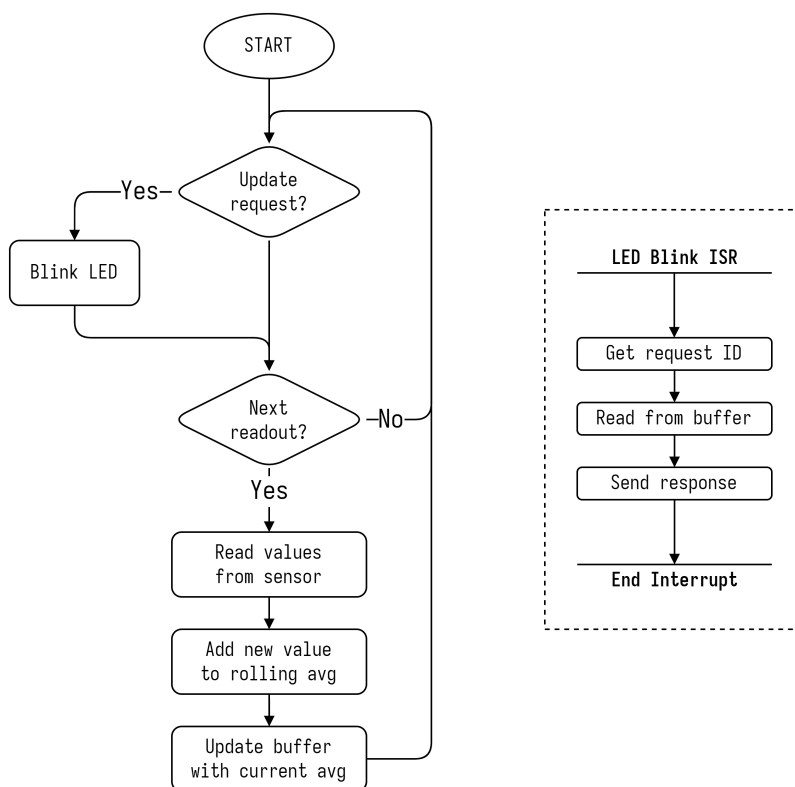 START
Update
request?
Yes
Blink LED
Next
readout?
No
Yes
Read values
from sensor
Add new value
to rolling avg
Update buffer
with current avg
LED Blink ISR
Get request ID
Read from buffer
Send response
End Interrupt